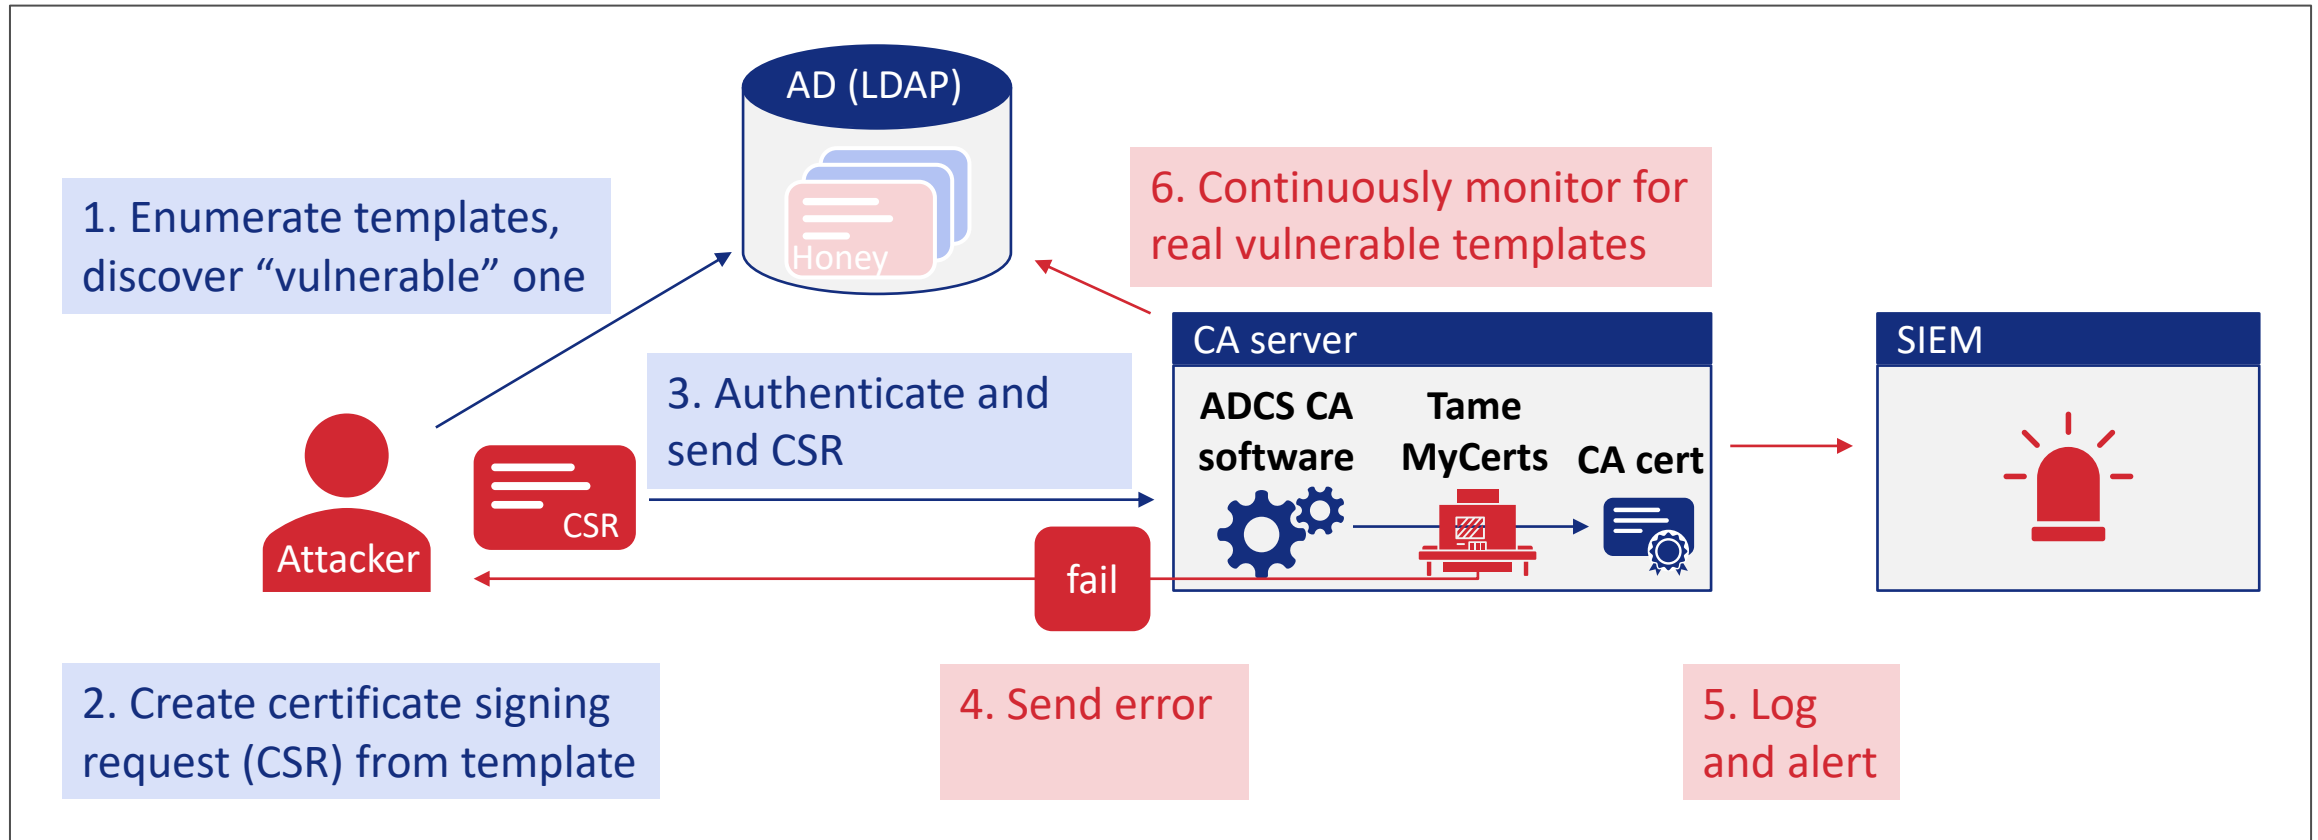 AD (LDAP)
Honey
1. Enumerate templates,
discover “vulnerable” one
6. Continuously monitor for
real vulnerable templates
3. Authenticate and
send CSR
CA server
ADCS CA
software
Tame
MyCerts
CA cert
SIEM
Attacker
CSR
fail
2. Create certificate signing
request (CSR) from template
4. Send error
5. Log
and alert